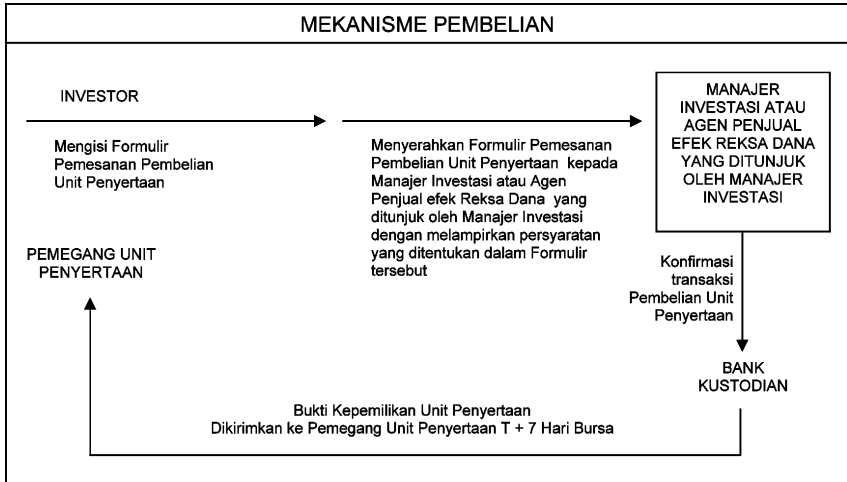 MEKANISME PEMBELIAN
INVESTOR
Mengisi Formulir
Pemesanan Pembelian
Unit Penyertaan
Menyerahkan Formulir Pemesanan
Pembelian Unit Penyertaan kepada
Manajer Investasi atau Agen
Penjual efek Reksa Dana yang
ditunjuk oleh Manajer Investasi
dengan melampirkan persyaratan
yang ditentukan dalam Formulir
tersebut
MANAJER
INVESTASI ATAU
AGEN PENJUAL
EFEK REKSA DANA
YANG DITUNJUK
OLEH MANAJER
INVESTASI
Konfirmasi
transaksi
Pembelian Unit
Penyertaan
BANK
KUSTODIAN
Bukti Kepemilikan Unit Penyertaan
Dikirimkan ke Pemegang Unit Penyertaan T + 7 Hari Bursa
PEMEGANG UNIT
PENYERTAAN